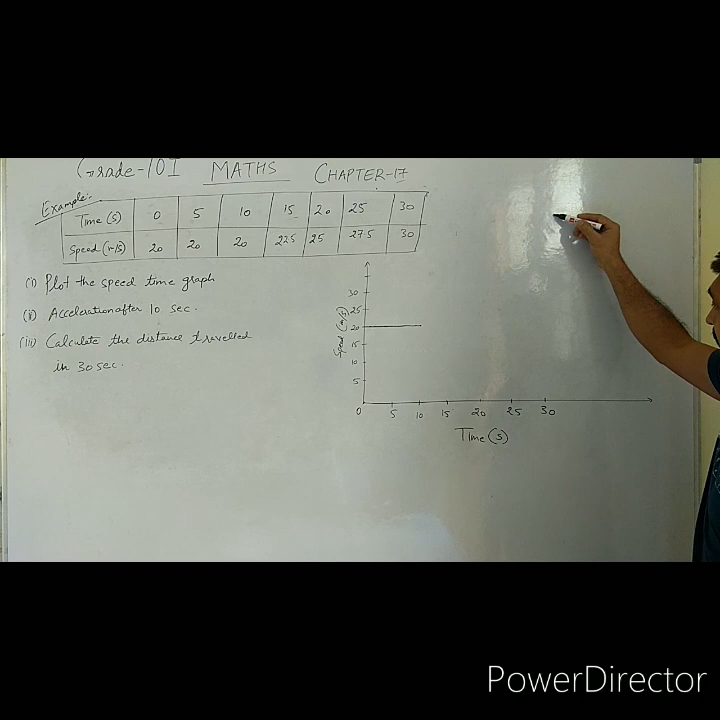 Grade-10I MATHS CHAPTER-17
Example:
Time (s) 0 5 10 15 20 25 30
Speed (m/s) 20 20 20 22.5 25 27.5 30
(i) Plot the speed time graph
(ii) Acceleration after 10 sec.
(iii) Calculate the distance travelled
in 30 sec.
30
25
20
15
10
5
Speed (m/s)
0 5 10 15 20 25 30
Time (s)
PowerDirector